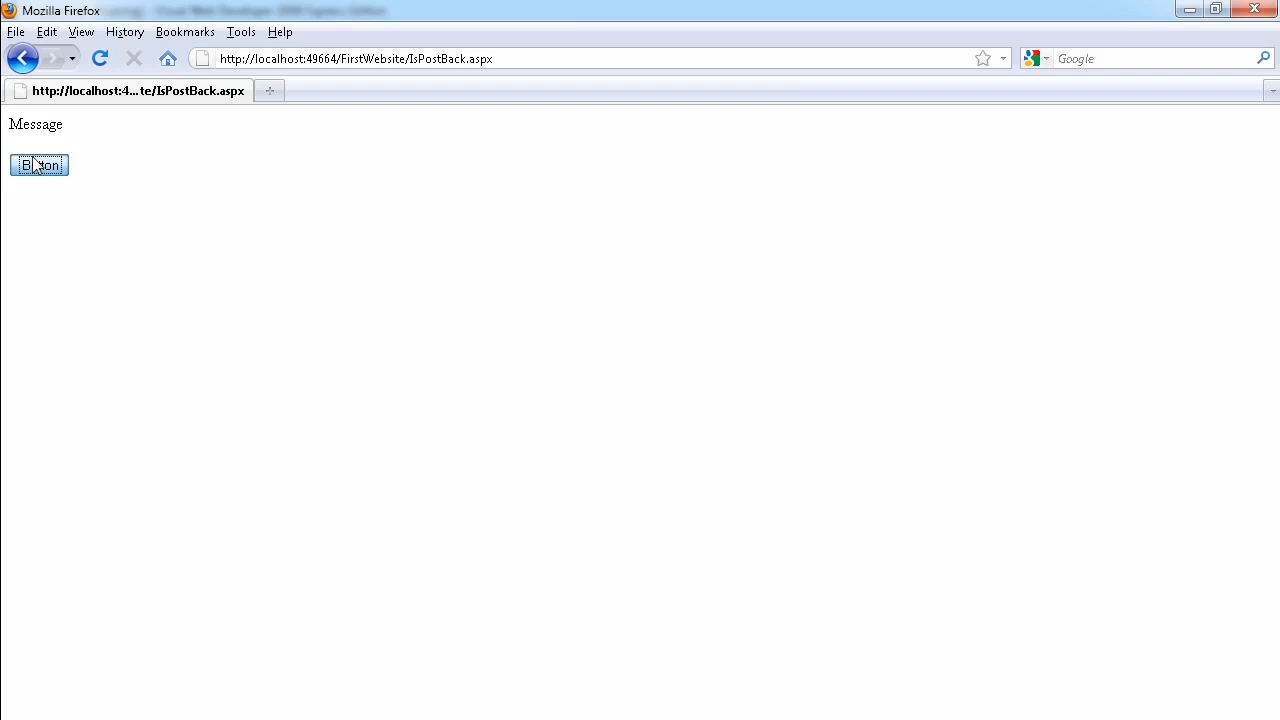 Mozilla Firefox
File Edit View History Bookmarks Tools Help
http://localhost:49664/FirstWebsite/IsPostBack.aspx
Google
http://localhost:4...te/IsPostBack.aspx
Message